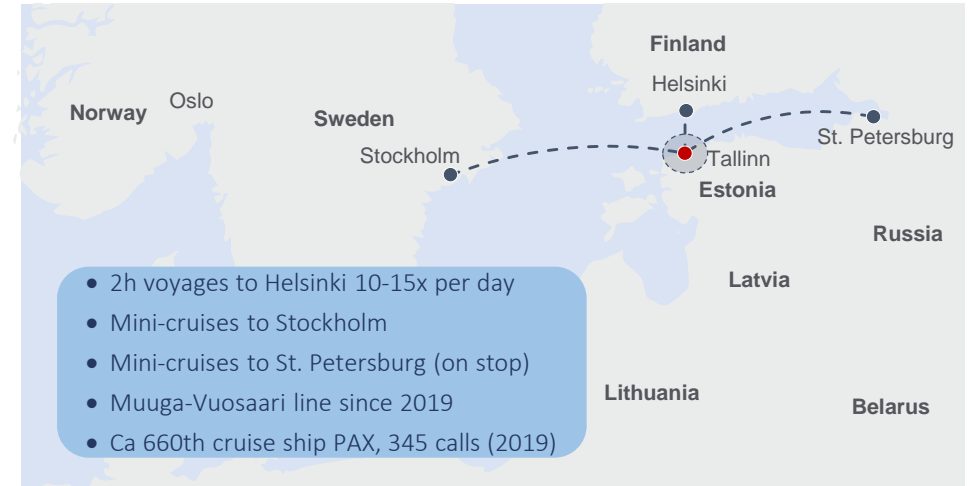 Finland
Helsinki
Norway
Oslo
Sweden
Stockholm
St. Petersburg
Tallinn
Estonia
Russia
Latvia
Lithuania
Belarus
• 2h voyages to Helsinki 10-15x per day
• Mini-cruises to Stockholm
• Mini-cruises to St. Petersburg (on stop)
• Muuga-Vuosaari line since 2019
• Ca 660th cruise ship PAX, 345 calls (2019)